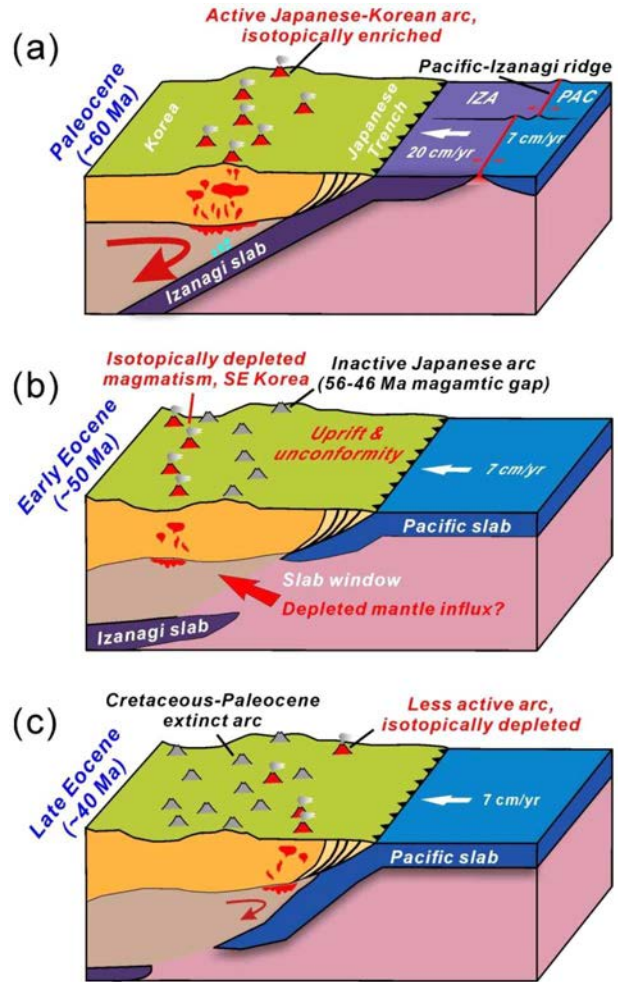 (a)
Paleocene
(~60 Ma)
Active Japanese-Korean arc,
isotopically enriched
Pacific-Izanagi ridge
Korea
Japanese
Trench
IZA
PAC
20 cm/yr
7 cm/yr
Izanagi slab
(b)
Early Eocene
(~50 Ma)
Isotopically depleted
magmatism, SE Korea
Inactive Japanese arc
(56-46 Ma magamtic gap)
Uprift &
unconformity
7 cm/yr
Pacific slab
Slab window
Depleted mantle influx?
Izanagi slab
(c)
Late Eocene
(~40 Ma)
Cretaceous-Paleocene
extinct arc
Less active arc,
isotopically depleted
7 cm/yr
Pacific slab